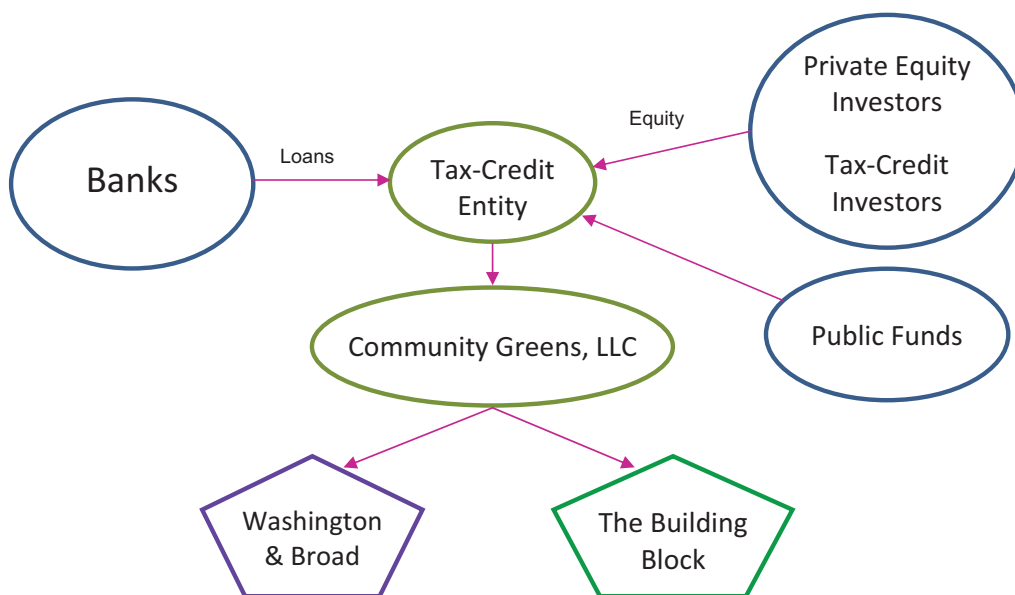 Private Equity
Investors
Tax-Credit
Investors
Equity
Banks
Loans
Tax-Credit
Entity
Community Greens, LLC
Public Funds
Washington
& Broad
The Building
Block